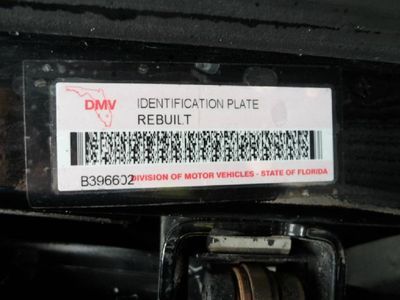 DMV
IDENTIFICATION PLATE
REBUILT
B396602
DIVISION OF MOTOR VEHICLES - STATE OF FLORIDA